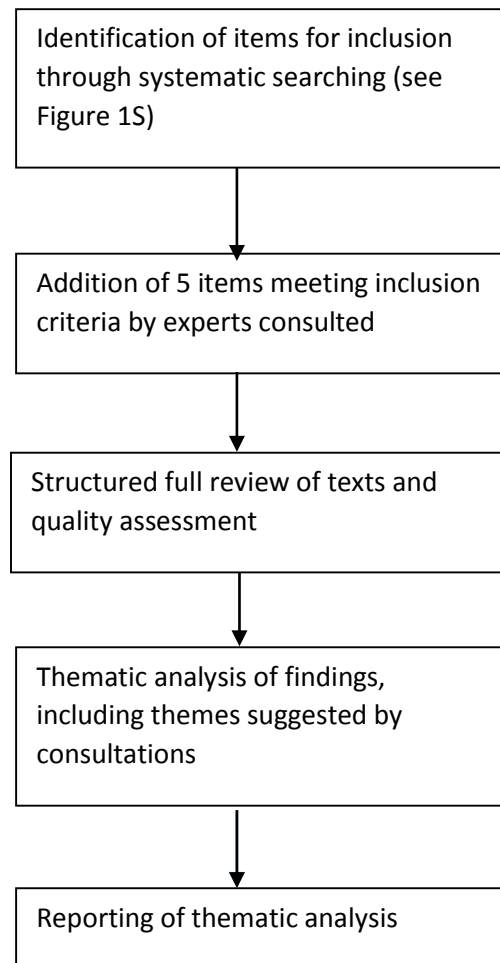 Identification of items for inclusion
through systematic searching (see
Figure 1S)
Addition of 5 items meeting inclusion
criteria by experts consulted
Structured full review of texts and
quality assessment
Thematic analysis of findings,
including themes suggested by
consultations
Reporting of thematic analysis